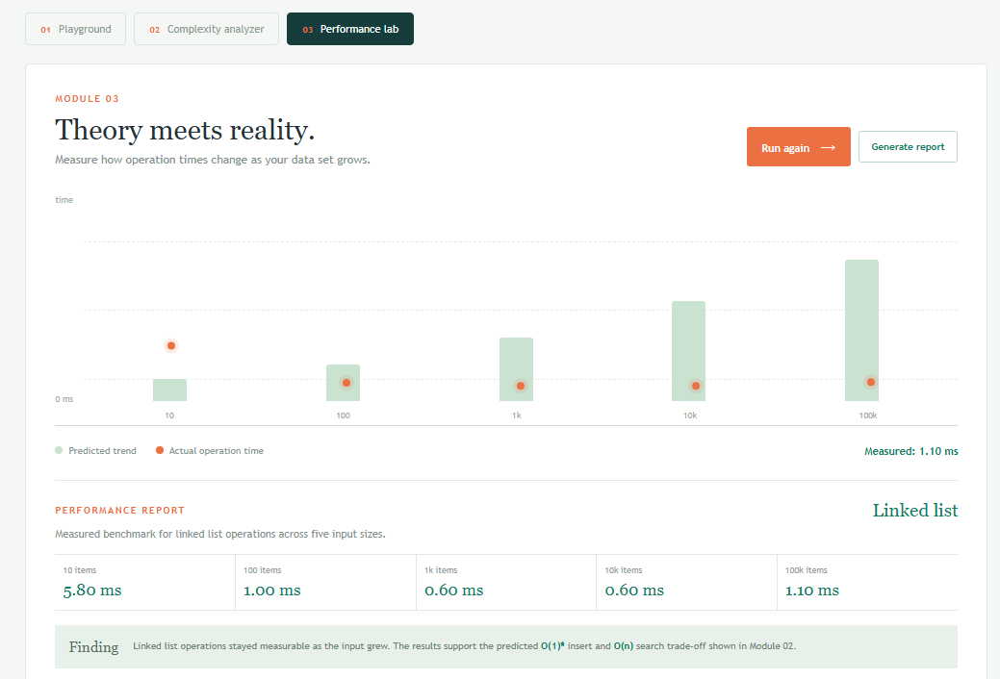 01 Playground
02 Complexity analyzer
03 Performance lab
MODULE 03
Theory meets reality.
Measure how operation times change as your data set grows.
Run again →
Generate report
time
0 ms
10 100 1k 10k 100k
Predicted trend Actual operation time Measured: 1.10 ms
PERFORMANCE REPORT
Linked list
Measured benchmark for linked list operations across five input sizes.
10 items 100 items 1k items 10k items 100k items
5.80 ms 1.00 ms 0.60 ms 0.60 ms 1.10 ms
Finding Linked list operations stayed measurable as the input grew. The results support the predicted O(1)* insert and O(n) search trade-off shown in Module 02.